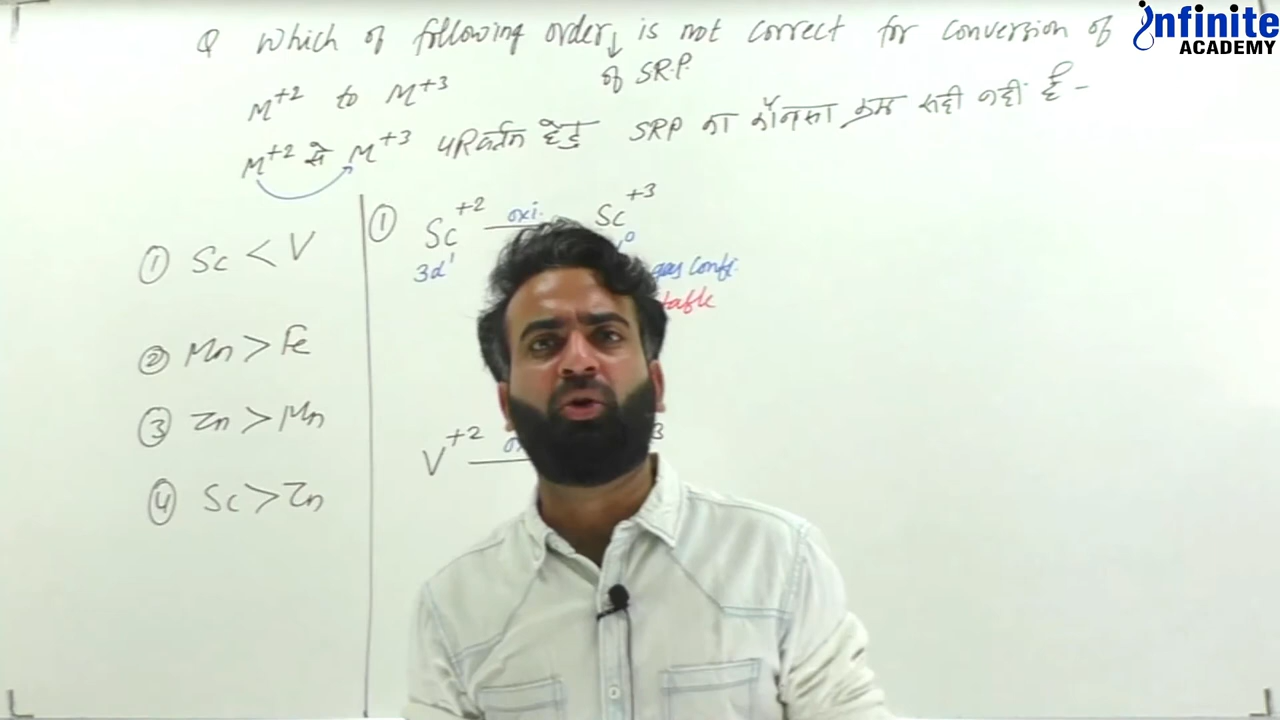 Infinite
ACADEMY
Q Which of following order↓ is not correct for conversion of
M+2 to M+3 of S.R.P.
M+2 से M+3 परिवर्तन हेतु SRP का कौनसा क्रम सही नहीं है -
① Sc < V
② Mn > Fe
③ Zn > Mn
④ Sc > Zn
① Sc+2 oxi. Sc+3
3d¹
gas Conf.
V+2